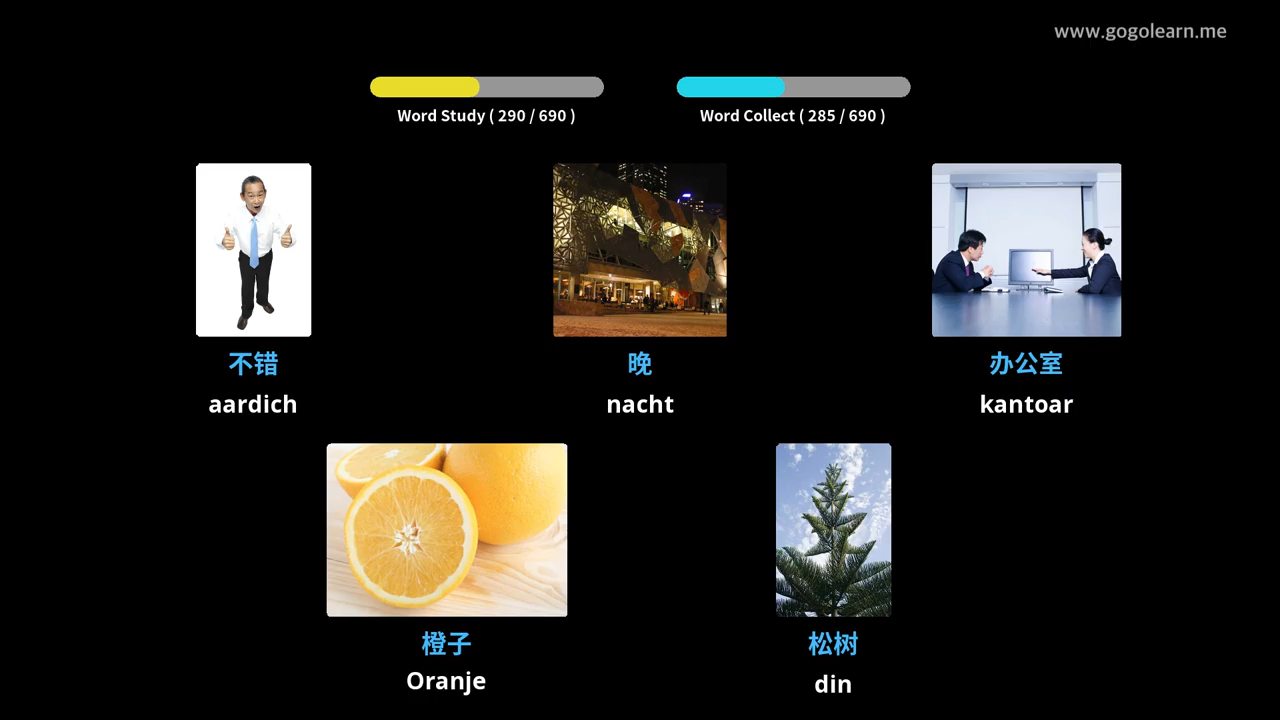 www.gogolearn.me
Word Study ( 290 / 690 )
Word Collect ( 285 / 690 )
不错
aardich
晚
nacht
办公室
kantoar
橙子
Oranje
松树
din